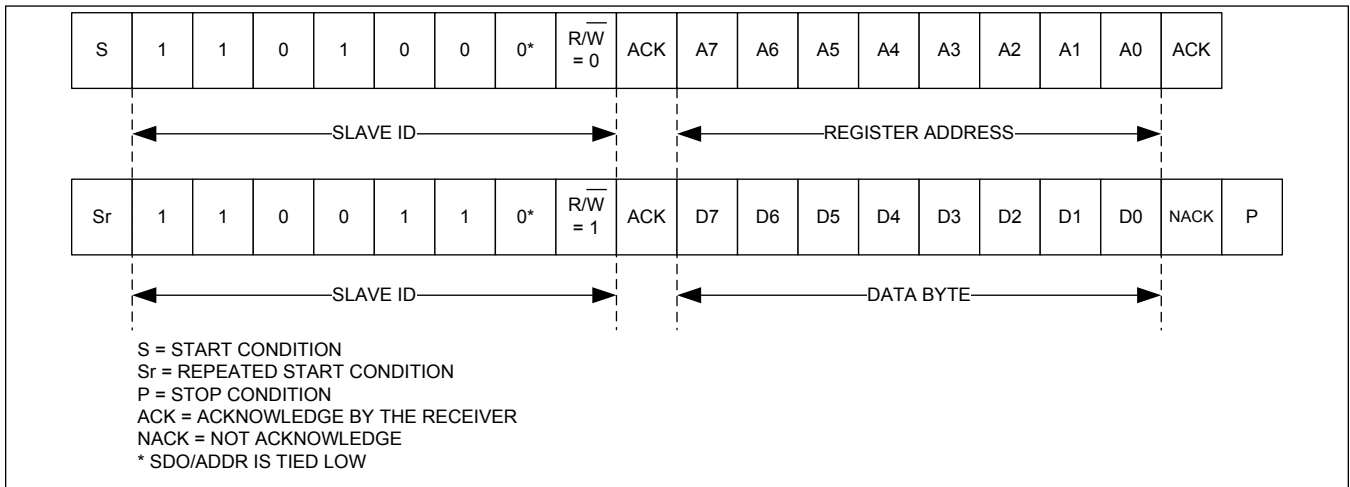 S 1 1 0 1 0 0 0* R/W̅ = 0 ACK A7 A6 A5 A4 A3 A2 A1 A0 ACK
SLAVE ID REGISTER ADDRESS
Sr 1 1 0 0 1 1 0* R/W̅ = 1 ACK D7 D6 D5 D4 D3 D2 D1 D0 NACK P
SLAVE ID DATA BYTE
S = START CONDITION
Sr = REPEATED START CONDITION
P = STOP CONDITION
ACK = ACKNOWLEDGE BY THE RECEIVER
NACK = NOT ACKNOWLEDGE
* SDO/ADDR IS TIED LOW